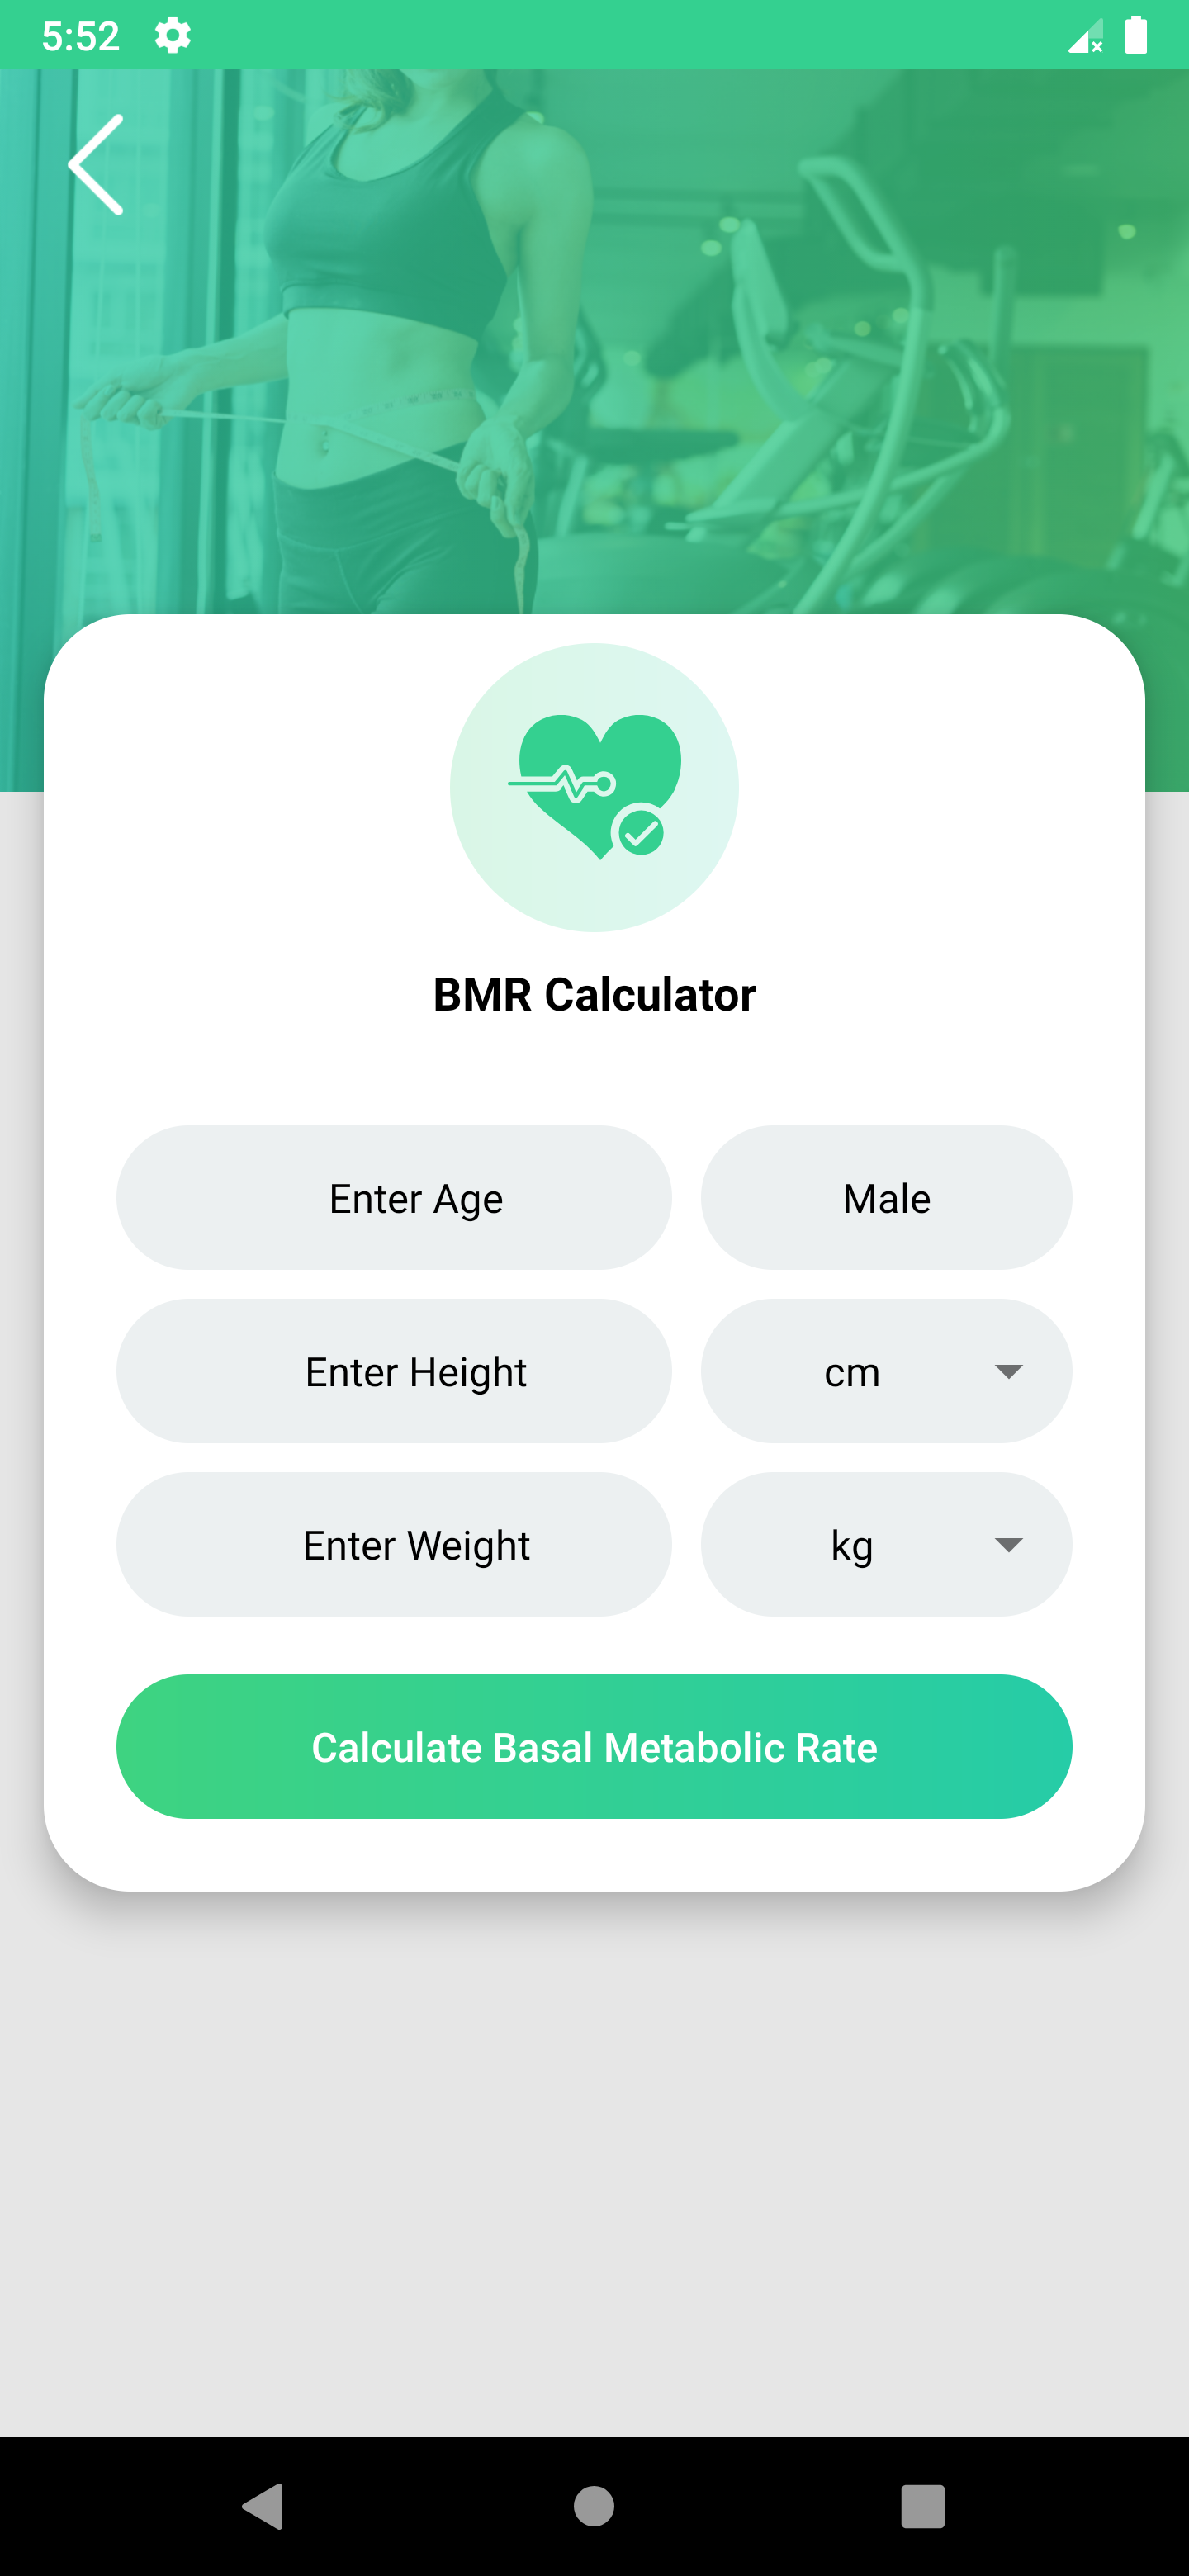 5:52
BMR Calculator
Enter Age
Male
Enter Height
cm
Enter Weight
kg
Calculate Basal Metabolic Rate